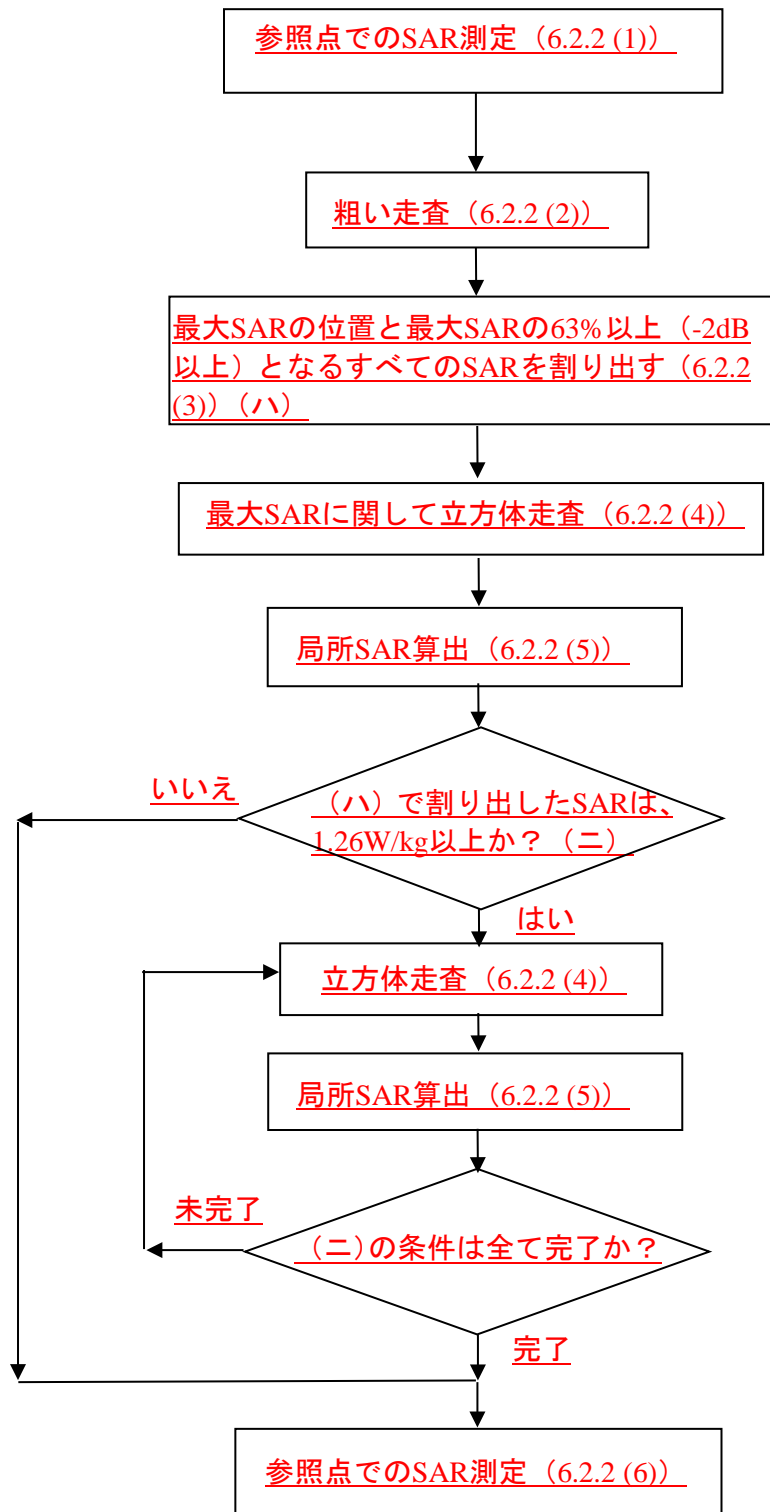 参照点でのSAR測定（6.2.2 (1)）
粗い走査（6.2.2 (2)）
最大SARの位置と最大SARの63%以上（-2dB
以上）となるすべてのSARを割り出す（6.2.2
(3)）（ハ）
最大SARに関して立方体走査（6.2.2 (4)）
局所SAR算出（6.2.2 (5)）
いいえ
（ハ）で割り出したSARは、
1.26W/kg以上か？（ニ）
はい
立方体走査（6.2.2 (4)）
局所SAR算出（6.2.2 (5)）
未完了
（ニ）の条件は全て完了か？
完了
参照点でのSAR測定（6.2.2 (6)）